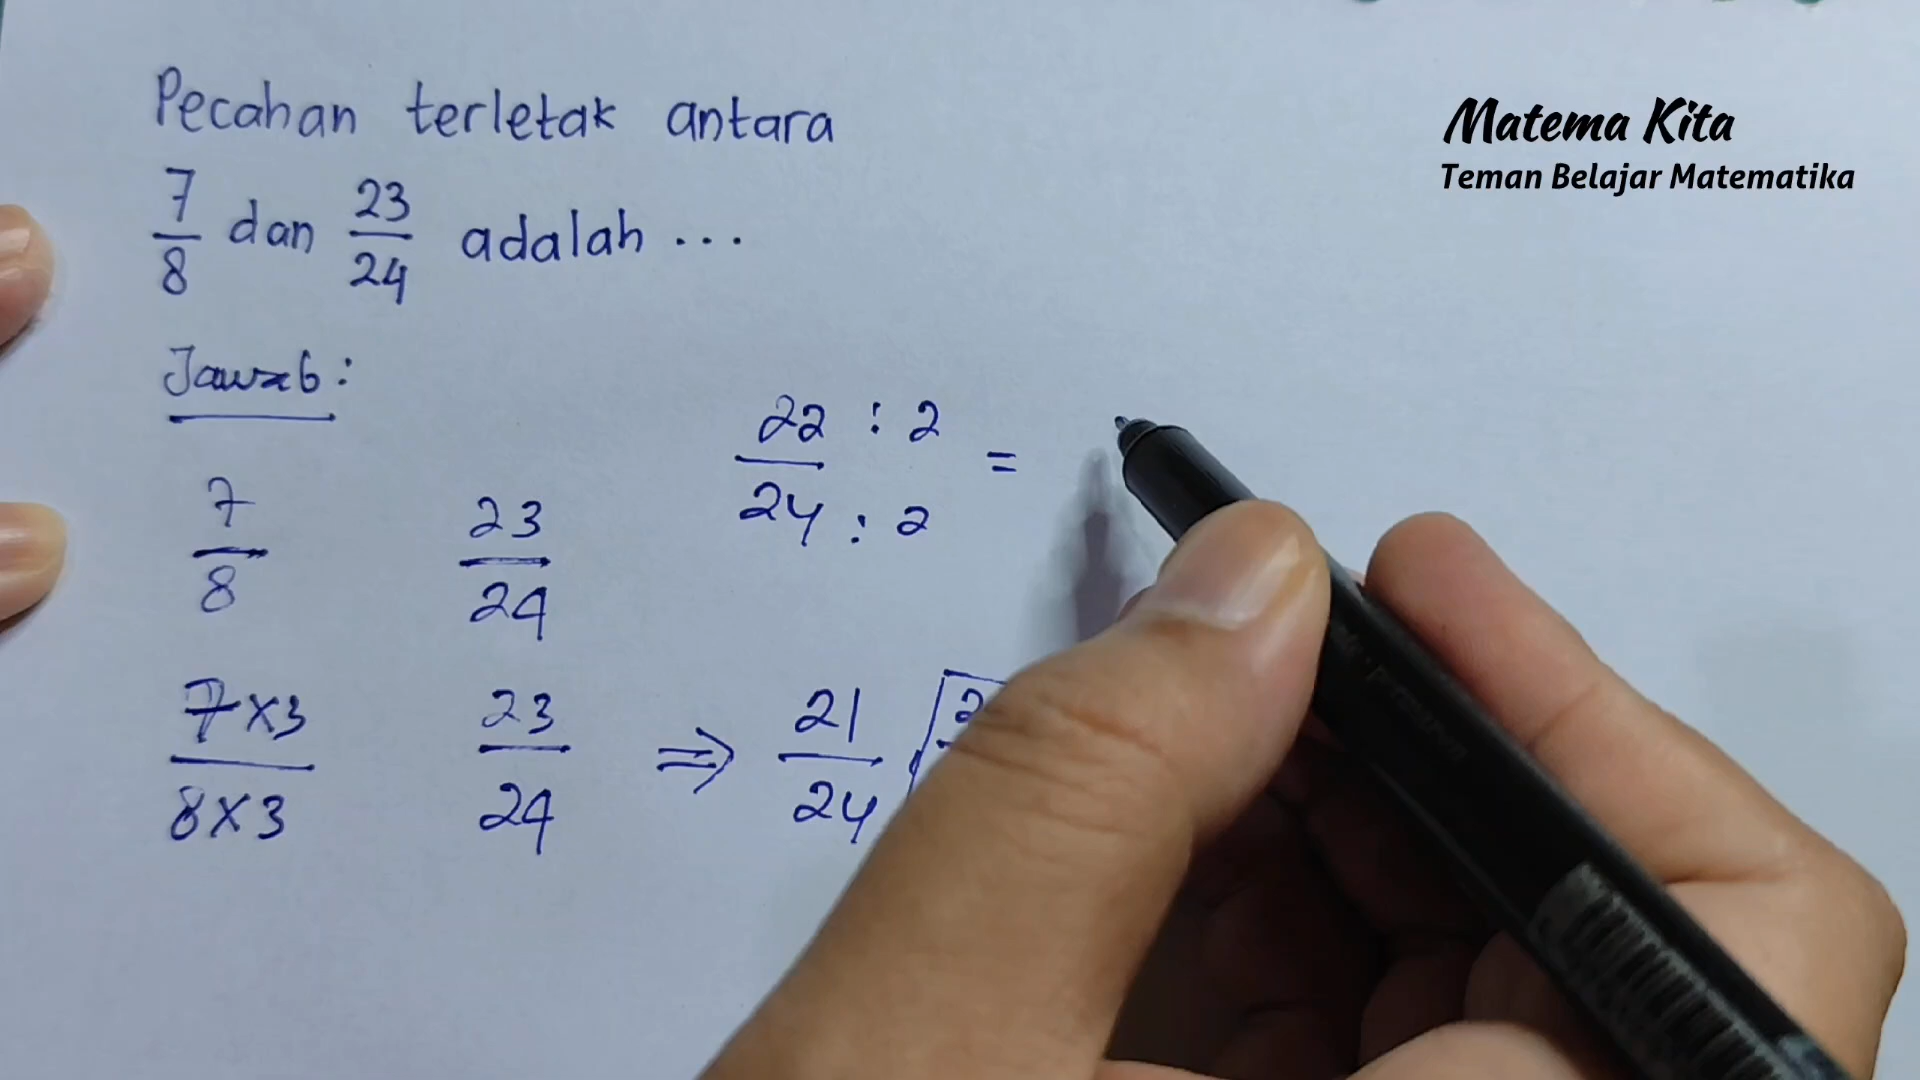 Pecahan terletak antara
7/8 dan 23/24 adalah ...
Jawab:
7/8 23/24
22 : 2 / 24 : 2 =
7x3 / 8x3 23/24 ⇒ 21/24
Matema Kita
Teman Belajar Matematika